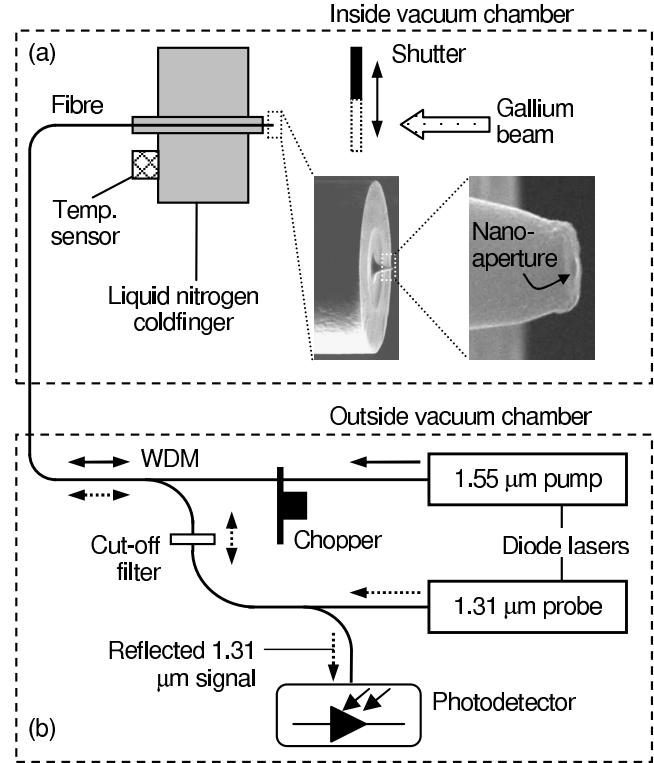 Inside vacuum chamber
(a)
Shutter
Fibre
Gallium
beam
Temp.
sensor
Nano-
aperture
Liquid nitrogen
coldfinger
Outside vacuum chamber
WDM
1.55 μm pump
Chopper
Cut-off
filter
Diode lasers
1.31 μm probe
Reflected 1.31
μm signal
Photodetector
(b)